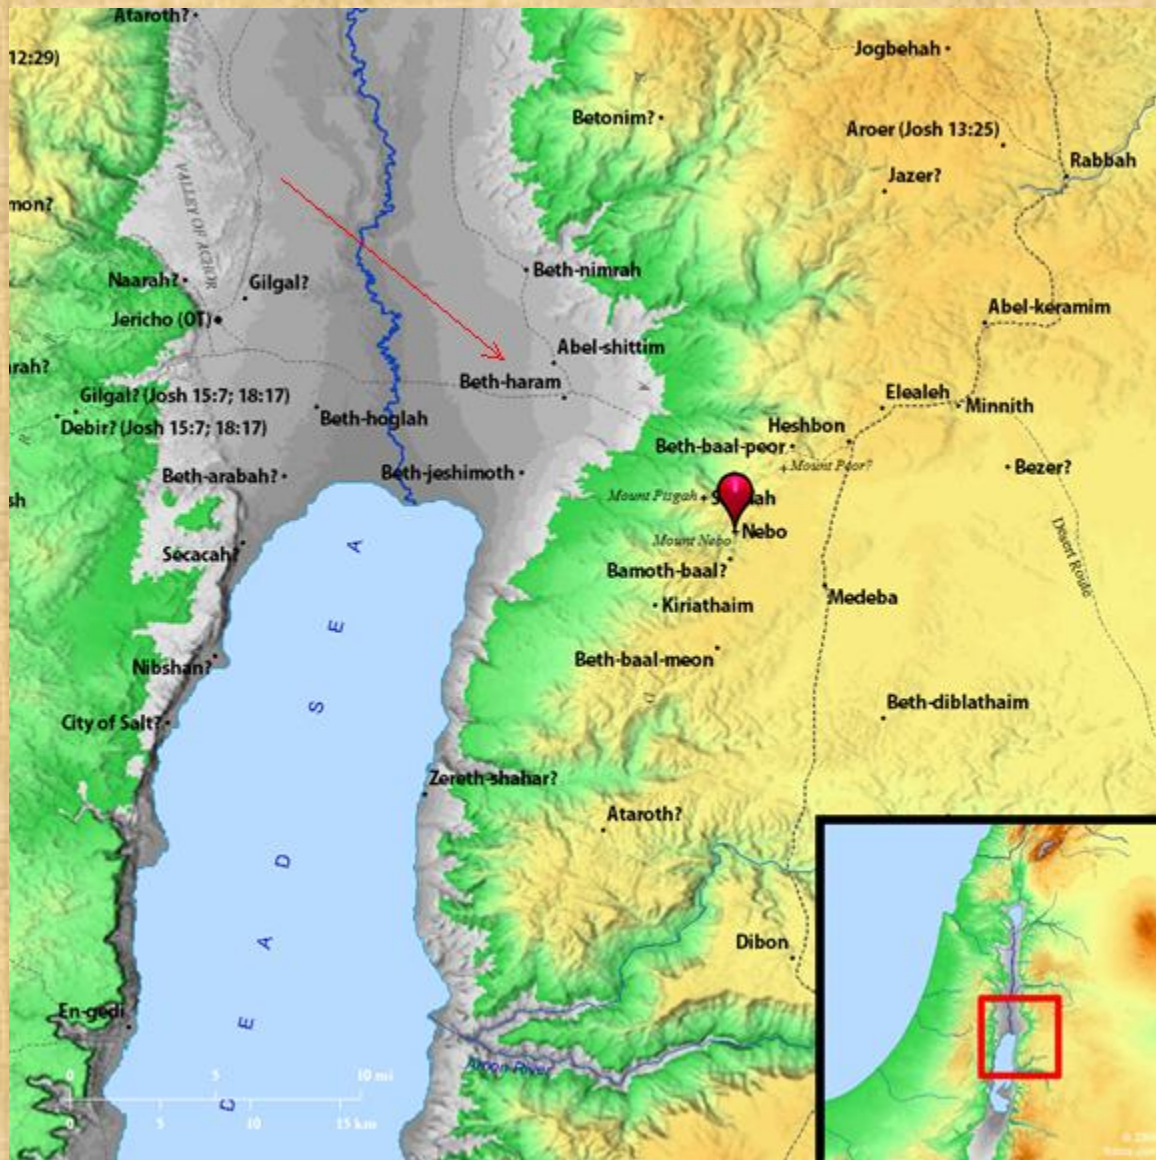 Ataroth?
12:29)
Jogbehah
Betonim?
Aroer (Josh 13:25)
Rabbah
Jazer?
mon?
VALLEY OF ACHOR
Naarah?
Gilgal?
Beth-nimrah
Jericho (OT)
Abel-keramim
Abel-shittim
rah?
Beth-haram
Gilgal? (Josh 15:7; 18:17)
Elealeh
Minnith
Debir? (Josh 15:7; 18:17)
Beth-hoglah
Heshbon
Beth-baal-peor
Mount Peor?
Bezer?
Beth-arabah?
Beth-jeshimoth
Mount Pisgah
sh
Nebo
Mount Nebo
Desert Route
Secacah?
Bamoth-baal?
Kiriathaim
Medeba
Beth-baal-meon
Nibshan?
Beth-diblathaim
City of Salt?
Zereth-shahar?
Ataroth?
DEAD SEA
Dibon
En-gedi
Arnon River
0 5 10 mi
0 5 10 15 km